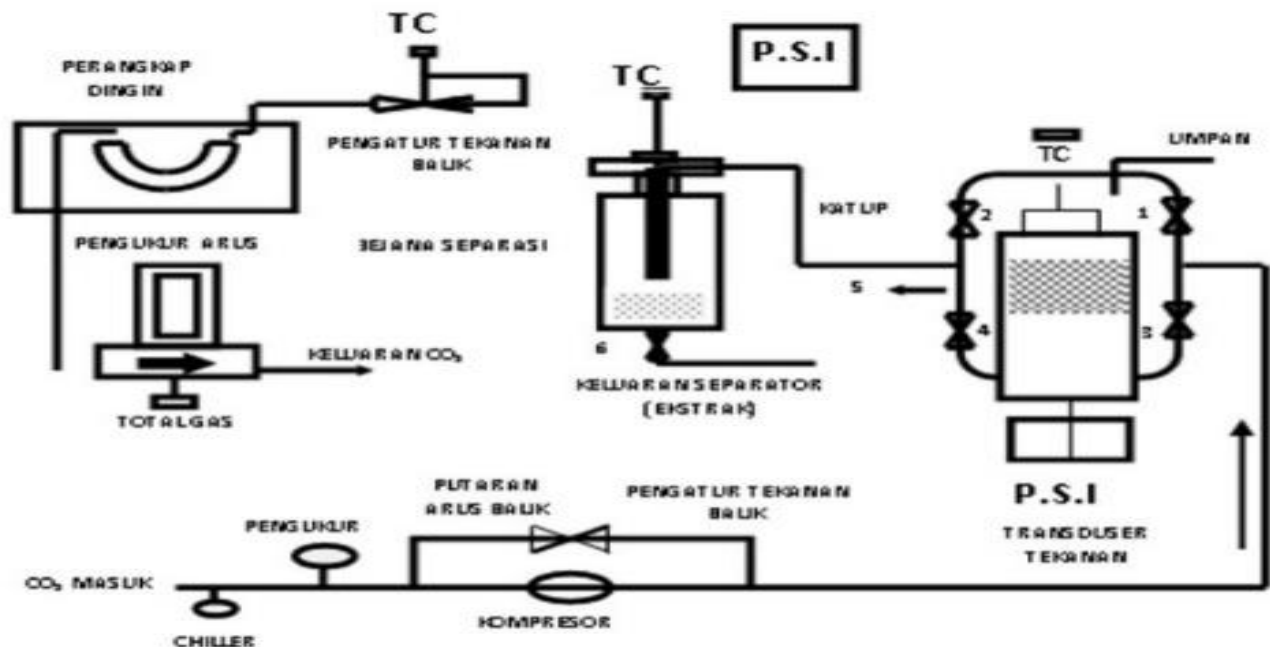 TC
P.S.I
PERANGKAP
DINGIN
TC
PENGATUR TEKANAN
BALIK
TC
UMPAN
KATUP
2
1
PENGUKUR ARUS
BEJANA SEPARASI
5
4
3
6
KELUARAN CO₂
KELUARAN SEPARATOR
(EKSTRAK)
TOTALGAS
P.S.I
TRANSDUSER
TEKANAN
PUTARAN
ARUS BALIK
PENGATUR TEKANAN
BALIK
PENGUKUR
CO₂ MASUK
KOMPRESOR
CHILLER